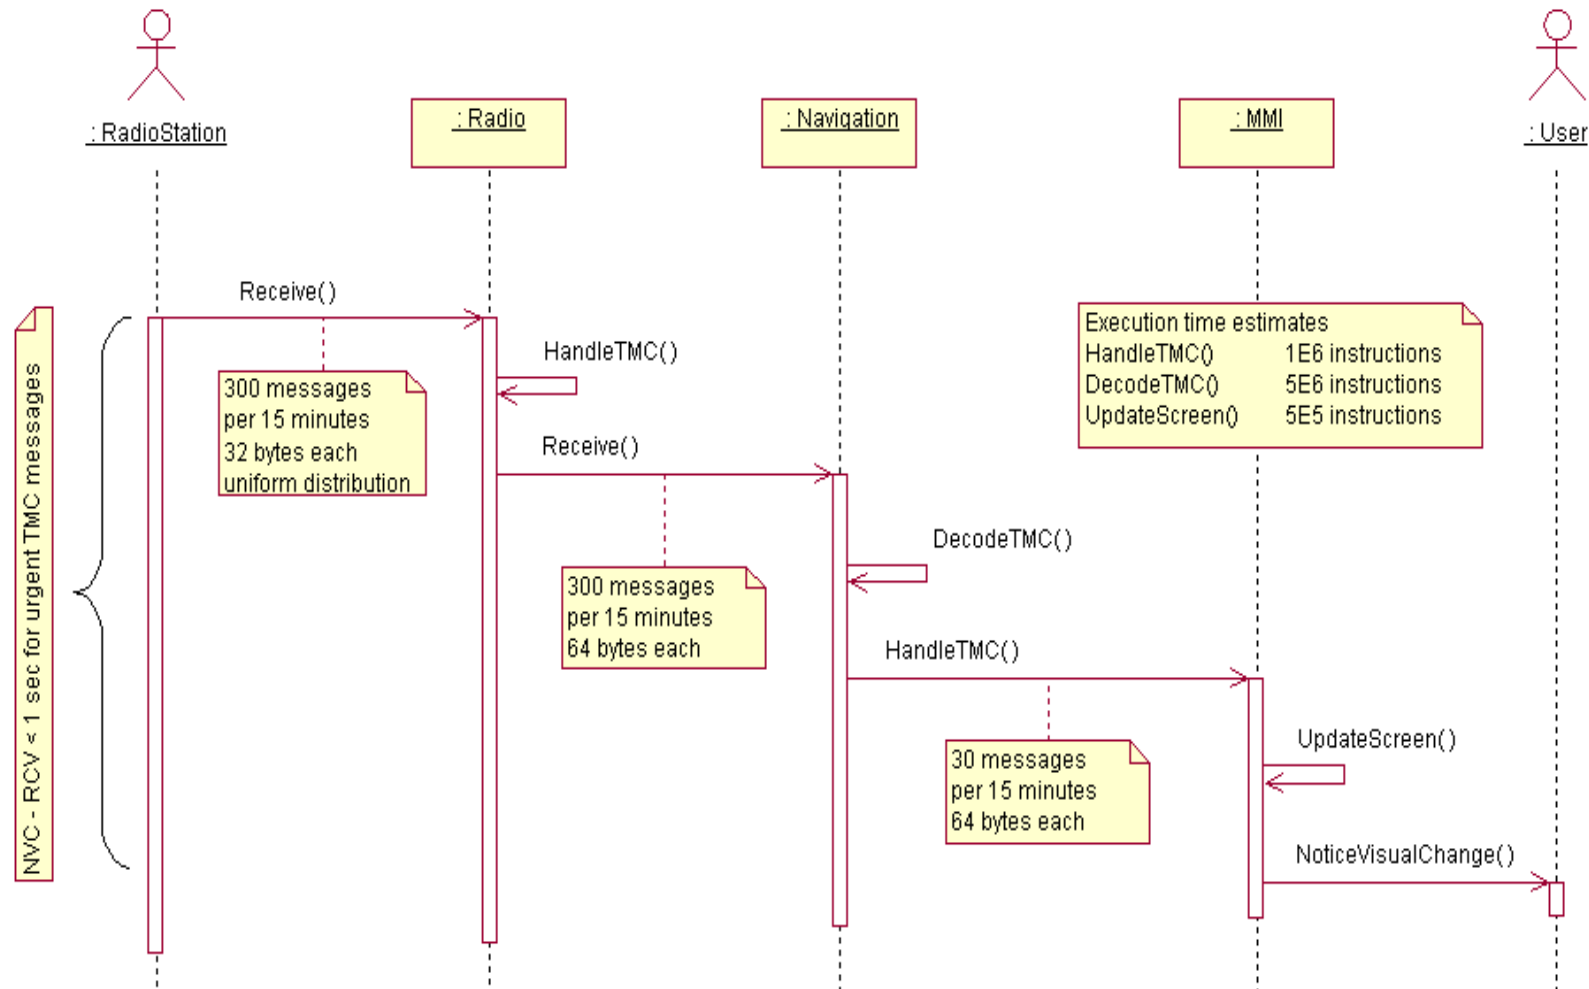 : RadioStation
: Radio
: Navigation
: MMI
: User
NVC - RCV < 1 sec for urgent TMC messages
Receive()
300 messages
per 15 minutes
32 bytes each
uniform distribution
HandleTMC()
Execution time estimates
HandleTMC() 1E6 instructions
DecodeTMC() 5E6 instructions
UpdateScreen() 5E5 instructions
Receive()
300 messages
per 15 minutes
64 bytes each
DecodeTMC()
HandleTMC()
30 messages
per 15 minutes
64 bytes each
UpdateScreen()
NoticeVisualChange()